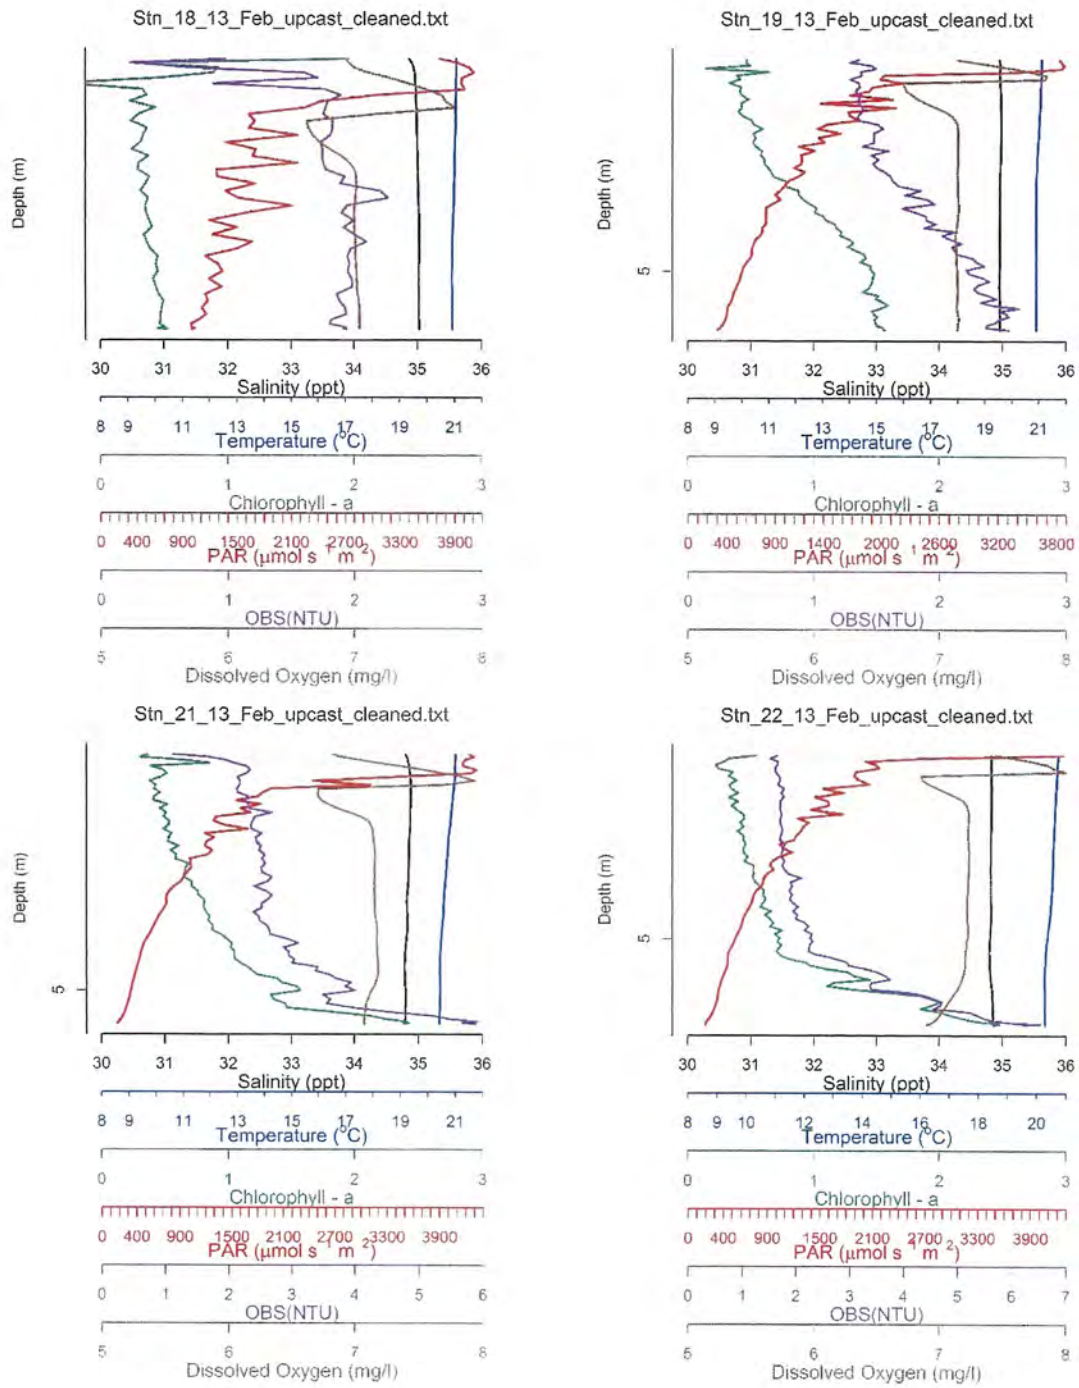 Stn_18_13_Feb_upcast_cleaned.txt
Depth (m)
30 31 32 33 34 35 36
Salinity (ppt)
8 9 11 13 15 17 19 21
Temperature (°C)
0 1 2 3
Chlorophyll - a
0 400 900 1500 2100 2700 3300 3900
PAR (μmol s⁻¹ m⁻²)
0 1 2 3
OBS(NTU)
5 6 7 8
Dissolved Oxygen (mg/l)
Stn_19_13_Feb_upcast_cleaned.txt
Depth (m)
5
30 31 32 33 34 35 36
Salinity (ppt)
8 9 11 13 15 17 19 21
Temperature (°C)
0 1 2 3
Chlorophyll - a
0 400 900 1400 2000 2600 3200 3800
PAR (μmol s⁻¹ m⁻²)
0 1 2 3
OBS(NTU)
5 6 7 8
Dissolved Oxygen (mg/l)
Stn_21_13_Feb_upcast_cleaned.txt
Depth (m)
5
30 31 32 33 34 35 36
Salinity (ppt)
8 9 11 13 15 17 19 21
Temperature (°C)
0 1 2 3
Chlorophyll - a
0 400 900 1500 2100 2700 3300 3900
PAR (μmol s⁻¹ m⁻²)
0 1 2 3 4 5 6
OBS(NTU)
5 6 7 8
Dissolved Oxygen (mg/l)
Stn_22_13_Feb_upcast_cleaned.txt
Depth (m)
5
30 31 32 33 34 35 36
Salinity (ppt)
8 9 10 12 14 16 18 20
Temperature (°C)
0 1 2 3
Chlorophyll - a
0 400 900 1500 2100 2700 3300 3900
PAR (μmol s⁻¹ m⁻²)
0 1 2 3 4 5 6 7
OBS(NTU)
5 6 7 8
Dissolved Oxygen (mg/l)